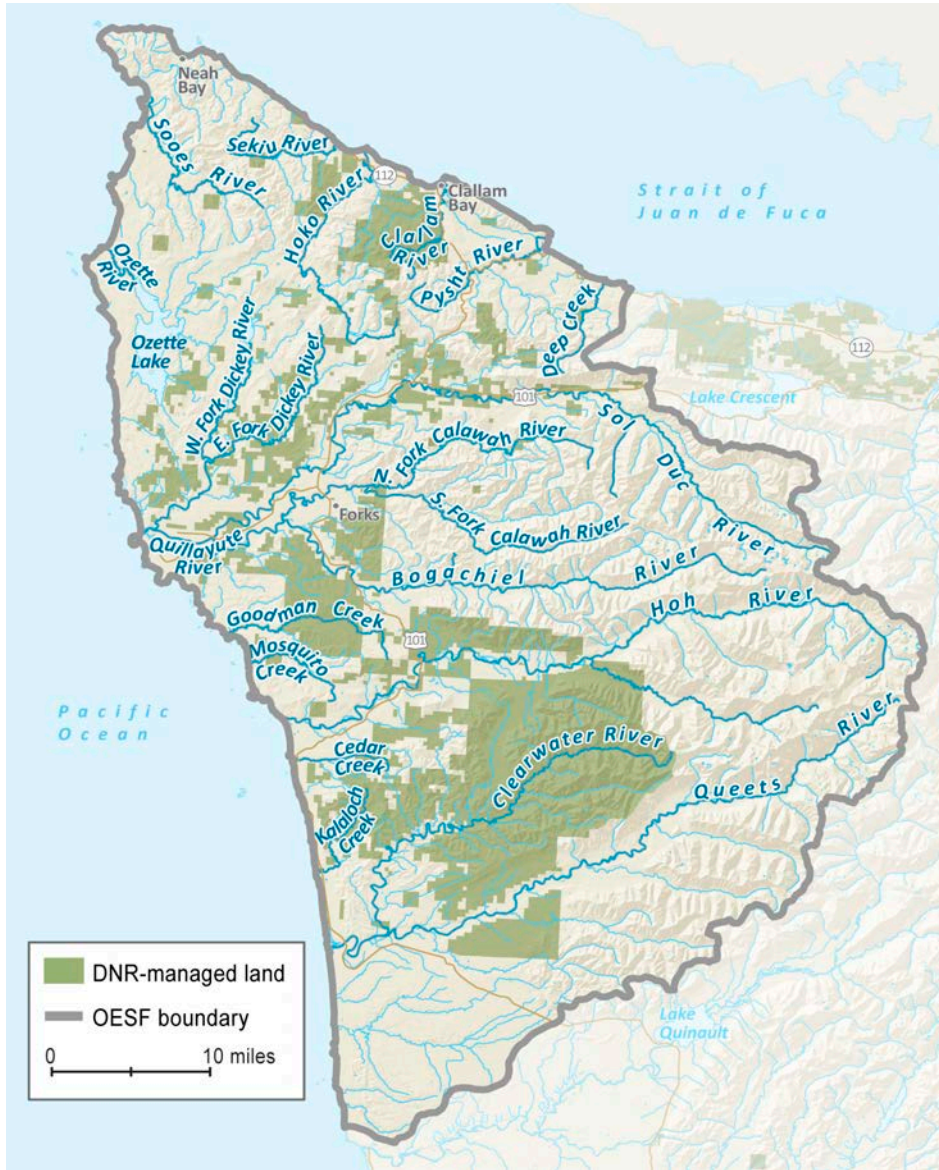 Neah
Bay
Sooes
River
Sekiu River
Hoko River
112
Clallam
Bay
Clallam
River
Pysht River
Strait of
Juan de Fuca
Ozette
River
Ozette
Lake
W. Fork Dickey River
E. Fork Dickey River
Deep Creek
112
Lake Crescent
101
Sol
Duc
River
N. Fork Calawah River
S. Fork
Calawah River
Forks
Quillayute
River
Bogachiel
River
Hoh
River
Goodman Creek
101
Mosquito
Creek
Pacific
Ocean
Cedar
Creek
Clearwater River
Kalaloch
Creek
Queets
River
Lake
Quinault
DNR-managed land
OESF boundary
0 10 miles